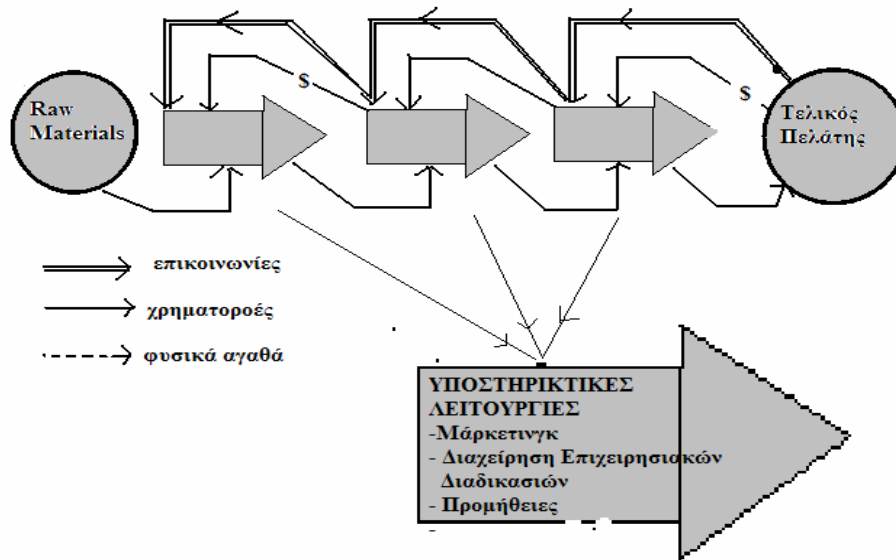 Raw
Materials
$
$
Τελικός
Πελάτης
επικοινωνίες
χρηματοροές
φυσικά αγαθά
ΥΠΟΣΤΗΡΙΚΤΙΚΕΣ
ΛΕΙΤΟΥΡΓΙΕΣ
-Μάρκετινγκ
- Διαχείρηση Επιχειρησιακών
Διαδικασιών
- Προμήθειες
-